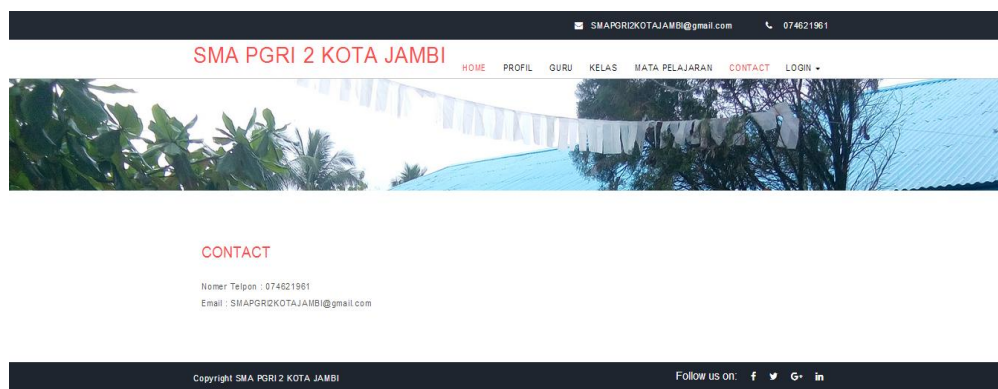 SMAPGRI2KOTAJAMBI@gmail.com 074621961
SMA PGRI 2 KOTA JAMBI
HOME PROFIL GURU KELAS MATA PELAJARAN CONTACT LOGIN
CONTACT
Nomer Telpon : 074621961
Email : SMAPGRI2KOTAJAMBI@gmail.com
Copyright SMA PGRI 2 KOTA JAMBI
Follow us on: